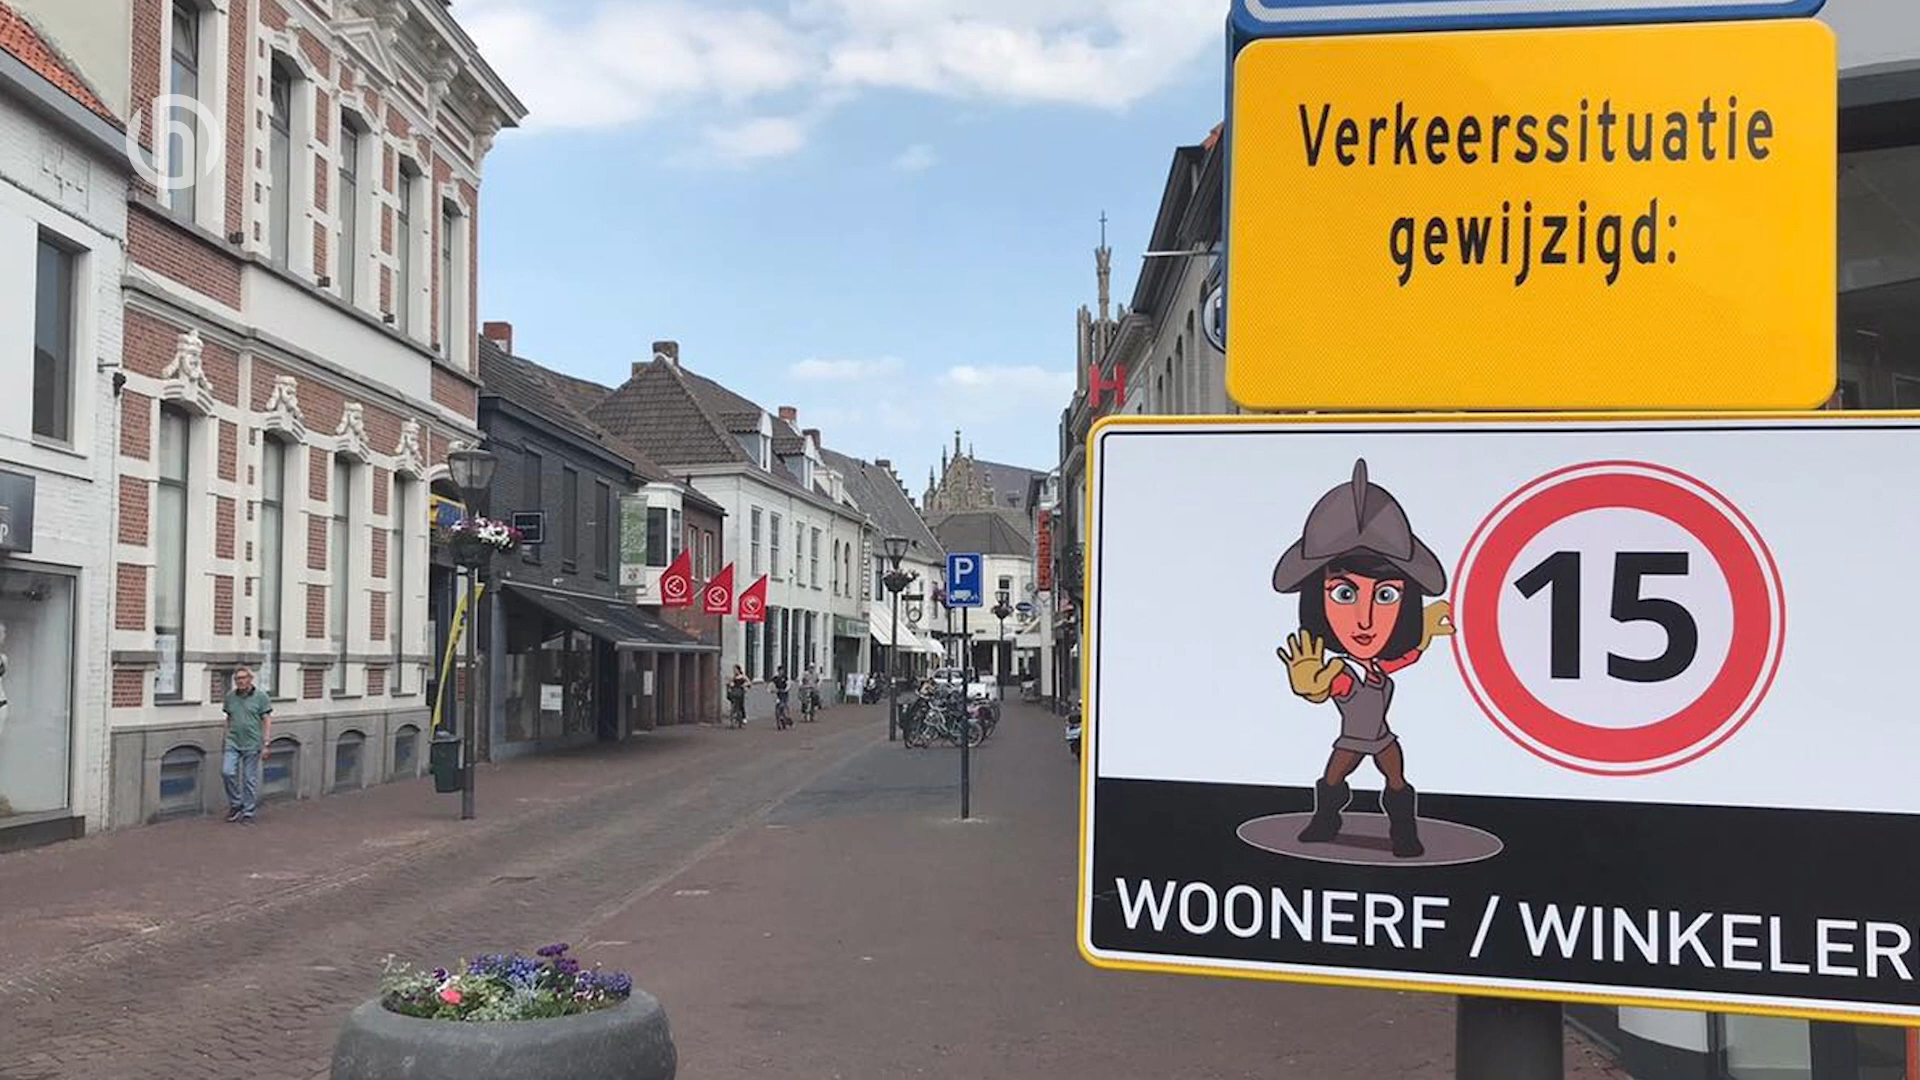 Verkeerssituatie
gewijzigd:
15
WOONERF / WINKELER
P
H